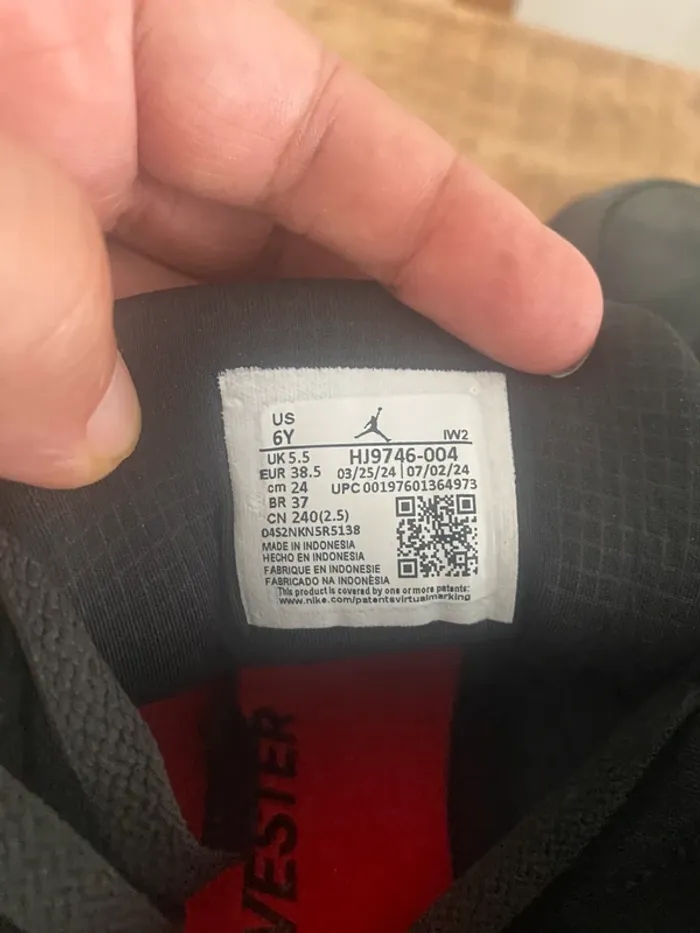 US
6Y
IW2
UK 5.5 HJ9746-004
EUR 38.5 03/25/24 | 07/02/24
cm 24 UPC 00197601364973
BR 37
CN 240(2.5)
04S2NKN5R5138
MADE IN INDONESIA
HECHO EN INDONESIA
FABRIQUE EN INDONESIE
FABRICADO NA INDONÉSIA
This product is covered by one or more patents:
www.nike.com/patentsvirtualmarking
VESTER